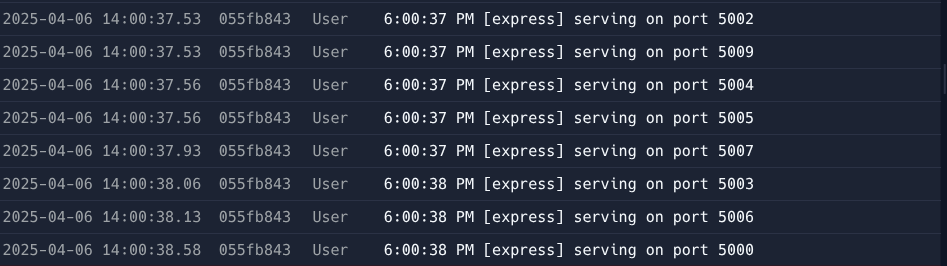 2025-04-06 14:00:37.53 055fb843 User 6:00:37 PM [express] serving on port 5002
2025-04-06 14:00:37.53 055fb843 User 6:00:37 PM [express] serving on port 5009
2025-04-06 14:00:37.56 055fb843 User 6:00:37 PM [express] serving on port 5004
2025-04-06 14:00:37.56 055fb843 User 6:00:37 PM [express] serving on port 5005
2025-04-06 14:00:37.93 055fb843 User 6:00:37 PM [express] serving on port 5007
2025-04-06 14:00:38.06 055fb843 User 6:00:38 PM [express] serving on port 5003
2025-04-06 14:00:38.13 055fb843 User 6:00:38 PM [express] serving on port 5006
2025-04-06 14:00:38.58 055fb843 User 6:00:38 PM [express] serving on port 5000